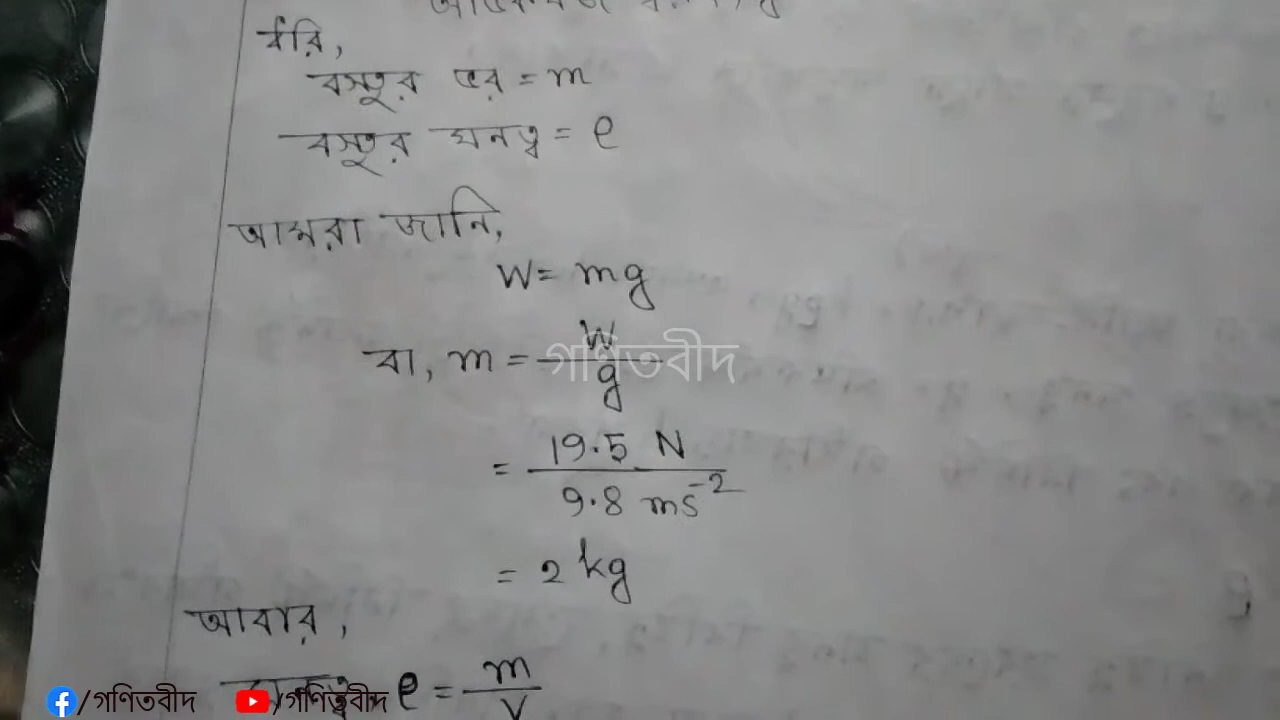 ধরি,
বস্তুর ভর = m
বস্তুর ঘনত্ব = ρ
আমরা জানি,
W = mg
বা, m = W/g
গণিতবীদ
= 19.5 N / 9.8 ms⁻²
= 2 kg
আবার,
ρ = m/V
/গণিতবীদ /গণিতবীদ